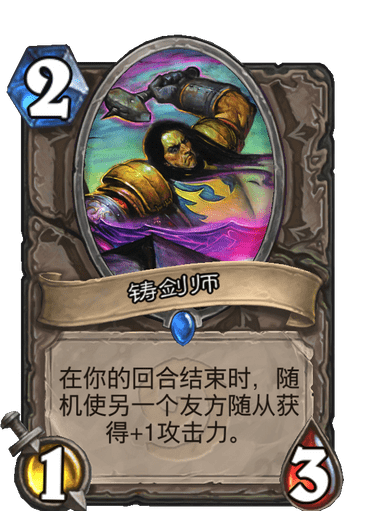 2
铸剑师
在你的回合结束时，随
机使另一个友方随从获
得+1攻击力。
1
3